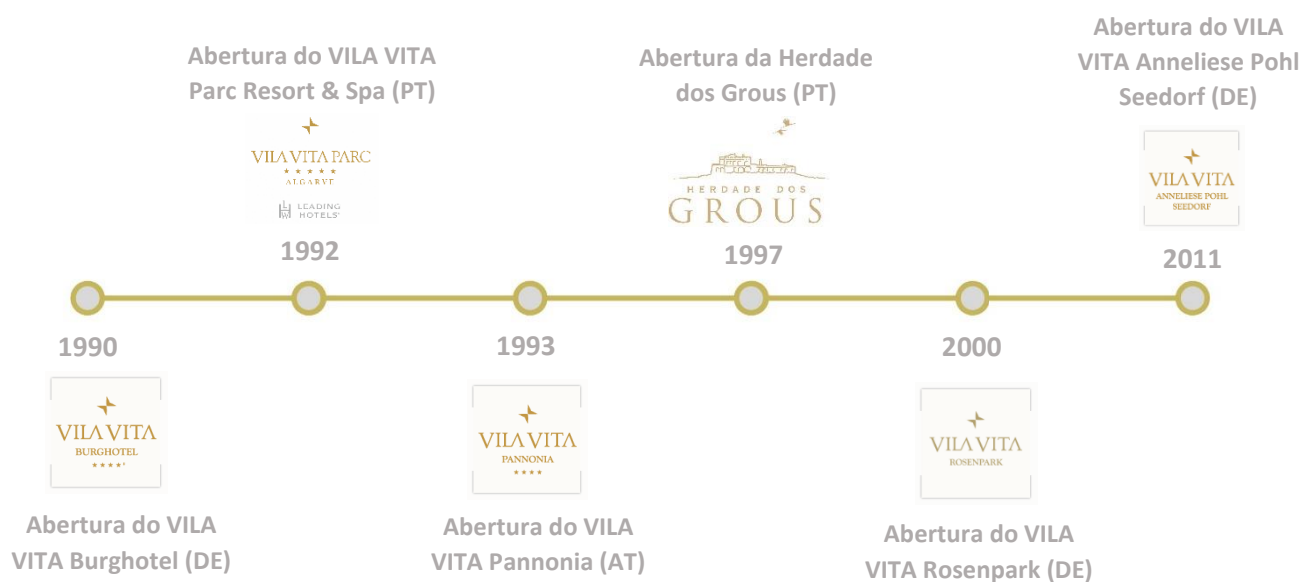 Abertura do VILA VITA
Parc Resort & Spa (PT)
VILA VITA PARC
ALGARVE
LEADING
HOTELS
1992
Abertura da Herdade
dos Grous (PT)
HERDADE DOS
GROUS
1997
Abertura do VILA
VITA Anneliese Pohl
Seedorf (DE)
VILA VITA
ANNELIESE POHL
SEEDORF
2011
1990
VILA VITA
BURGHOTEL
Abertura do VILA
VITA Burghotel (DE)
1993
VILA VITA
PANNONIA
Abertura do VILA
VITA Pannonia (AT)
2000
VILA VITA
ROSENPARK
Abertura do VILA
VITA Rosenpark (DE)